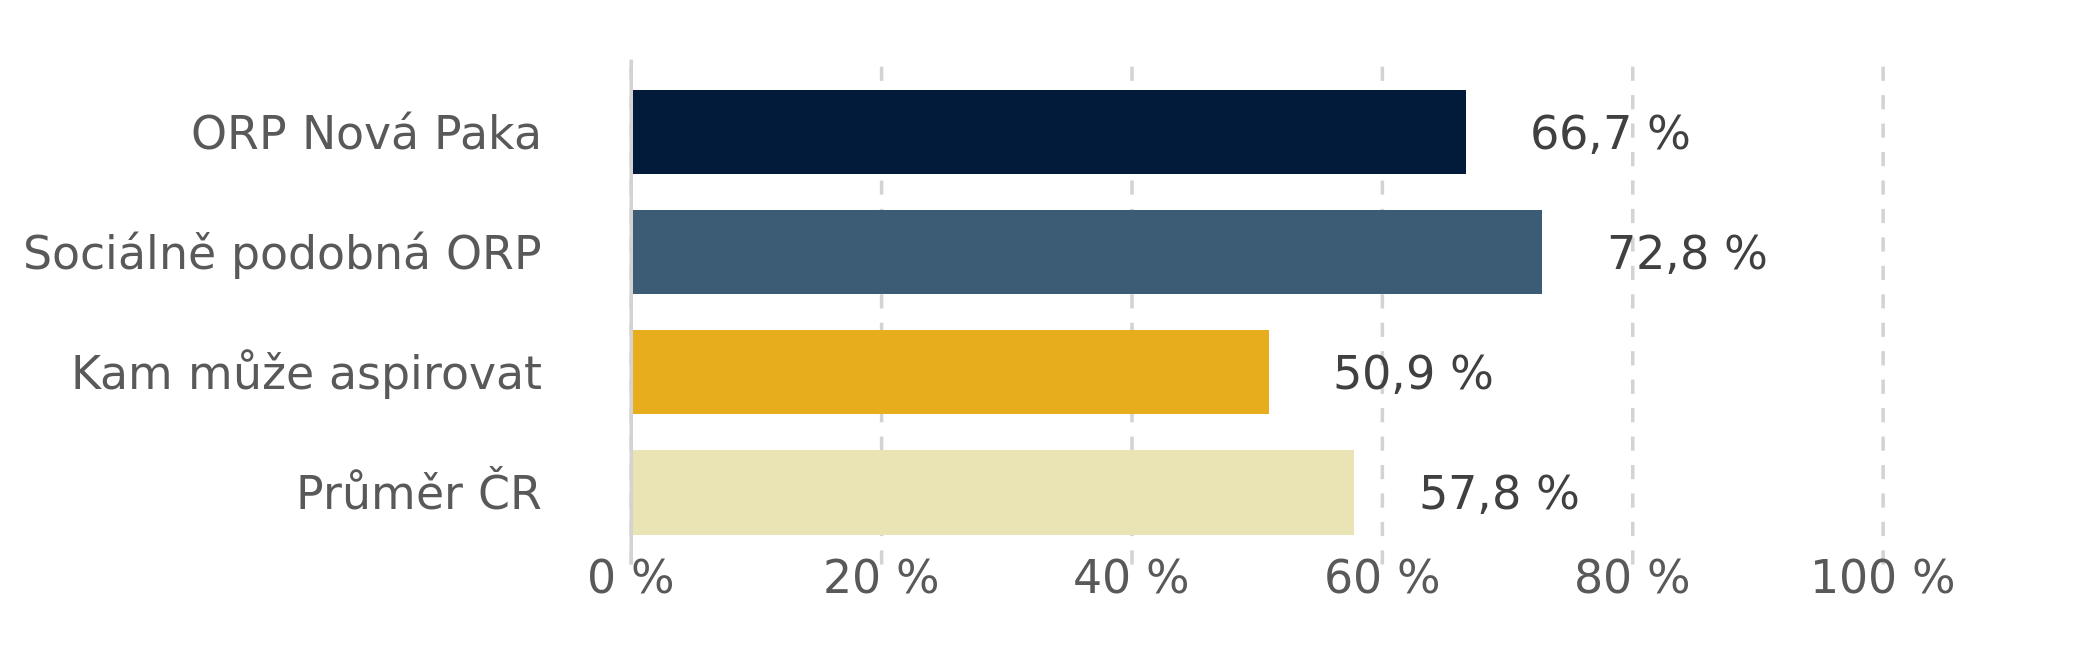 ORP Nová Paka
66,7 %
Sociálně podobná ORP
72,8 %
Kam může aspirovat
50,9 %
Průměr ČR
57,8 %
0 % 20 % 40 % 60 % 80 % 100 %